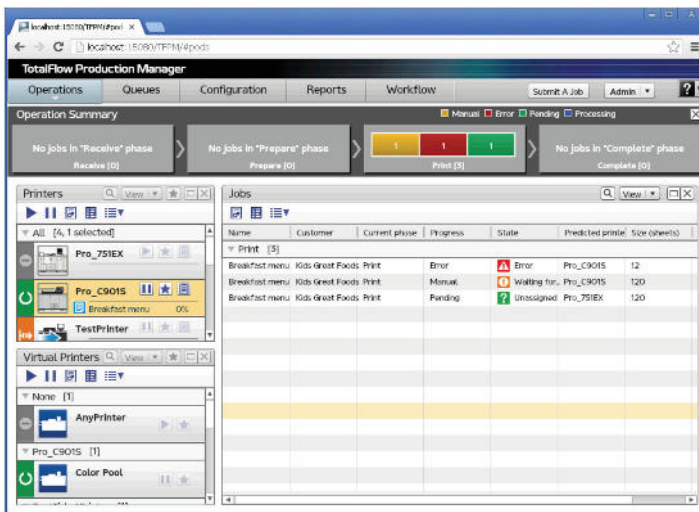 localhost:15080/TFPM/#pods
localhost:15080/TFPM/#pods
TotalFlow Production Manager
Operations Queues Configuration Reports Workflow Submit A Job Admin ?
Operation Summary Manual Error Pending Processing
No jobs in "Receive" phase No jobs in "Prepare" phase 1 1 1 No jobs in "Complete" phase
Receive [0] Prepare [0] Print [3] Complete [0]
Printers View
Jobs View
All [4, 1 selected]
Name Customer Current phase Progress State Predicted printe Size (sheets)
Print [3]
Pro_751EX
Breakfast menu Kids Great Foods Print Error Error Pro_C901S 12
Breakfast menu Kids Great Foods Print Manual Waiting for.. Pro_C901S 120
Breakfast menu Kids Great Foods Print Pending Unassigned Pro_751EX 120
Pro_C901S
Breakfast menu 0%
TestPrinter
Virtual Printers View
None [1]
AnyPrinter
Pro_C901S [1]
Color Pool